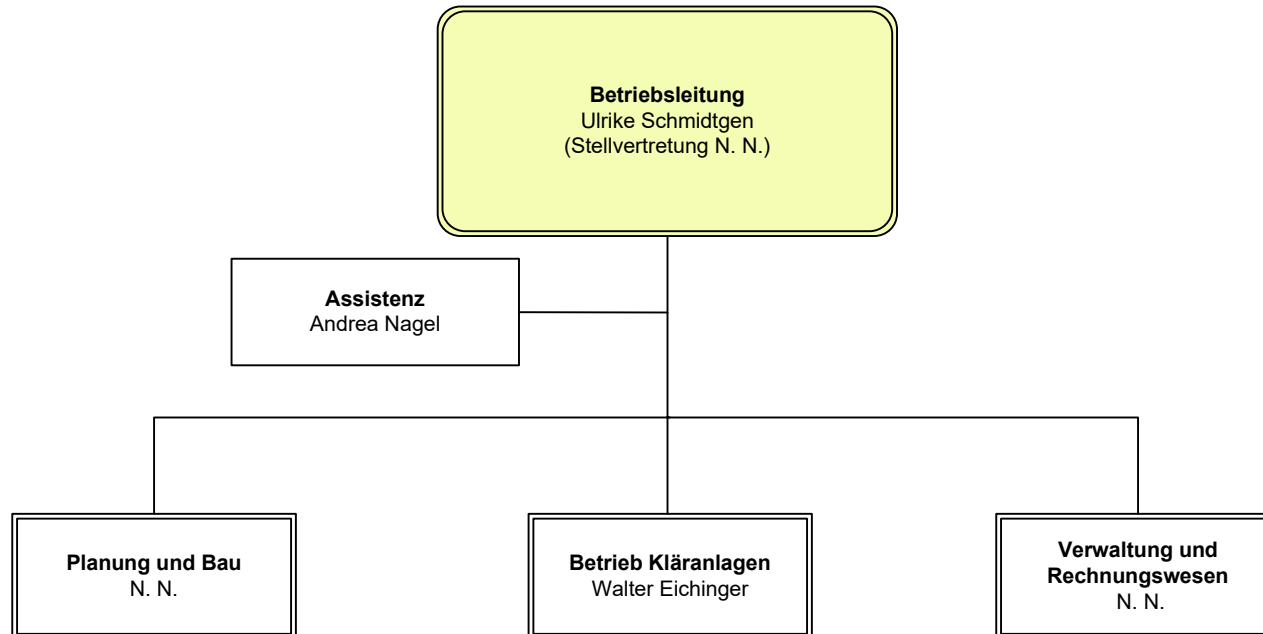 Betriebsleitung
Ulrike Schmidtgen
(Stellvertretung N. N.)
Assistenz
Andrea Nagel
Planung und Bau
N. N.
Betrieb Kläranlagen
Walter Eichinger
Verwaltung und
Rechnungswesen
N. N.